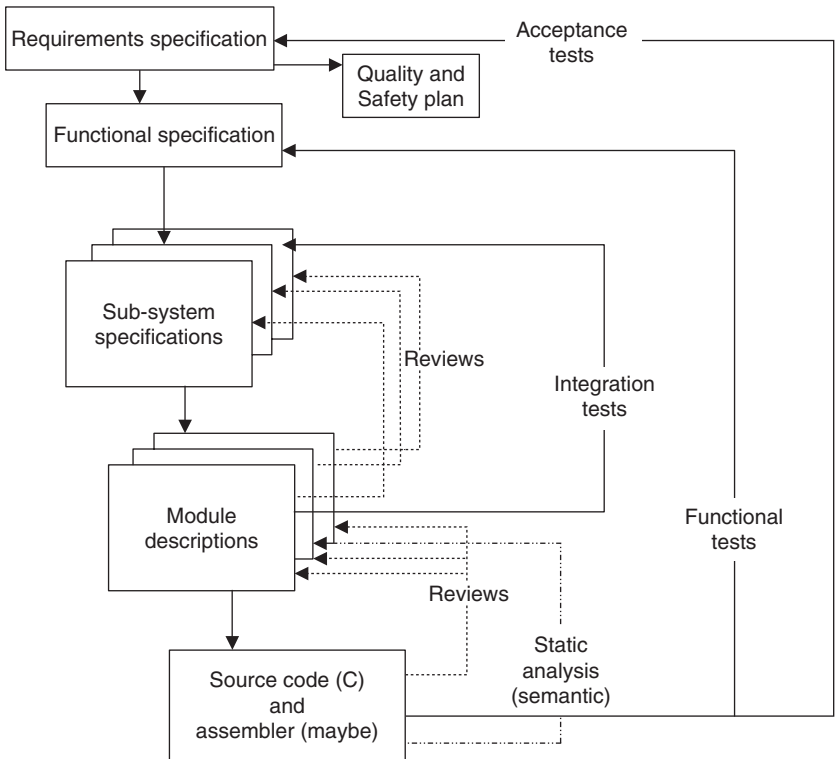 Requirements specification
Acceptance
tests
Quality and
Safety plan
Functional specification
Sub-system
specifications
Reviews
Integration
tests
Module
descriptions
Functional
tests
Reviews
Static
analysis
(semantic)
Source code (C)
and
assembler (maybe)